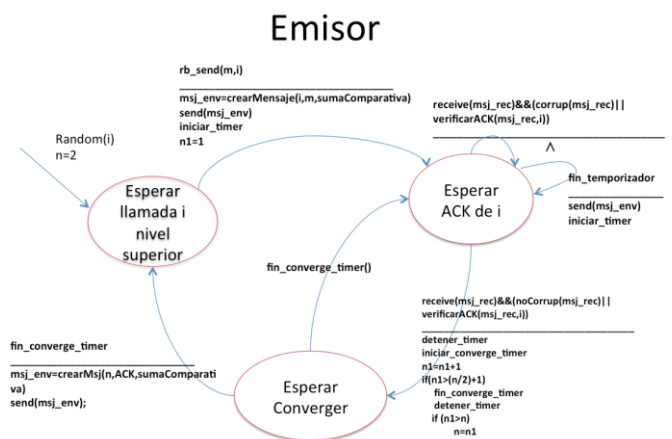 Emisor
rb_send(m,i)
msj_env=crearMensaje(i,m,sumaComparativa)
send(msj_env)
iniciar_timer
n1=1
receive(msj_rec)&&(corrup(msj_rec)||
verificarACK(msj_rec,i))
Λ
Random(i)
n=2
Esperar
llamada i
nivel
superior
Esperar
ACK de i
fin_temporizador
send(msj_env)
iniciar_timer
fin_converge_timer()
receive(msj_rec)&&(noCorrup(msj_rec)||
verificarACK(msj_rec,i))
detener_timer
iniciar_converge_timer
n1=n1+1
if(n1>(n/2)+1)
fin_converge_timer
detener_timer
if (n1>n)
n=n1
fin_converge_timer
msj_env=crearMsj(n,ACK,sumaComparati
va)
send(msj_env);
Esperar
Converger